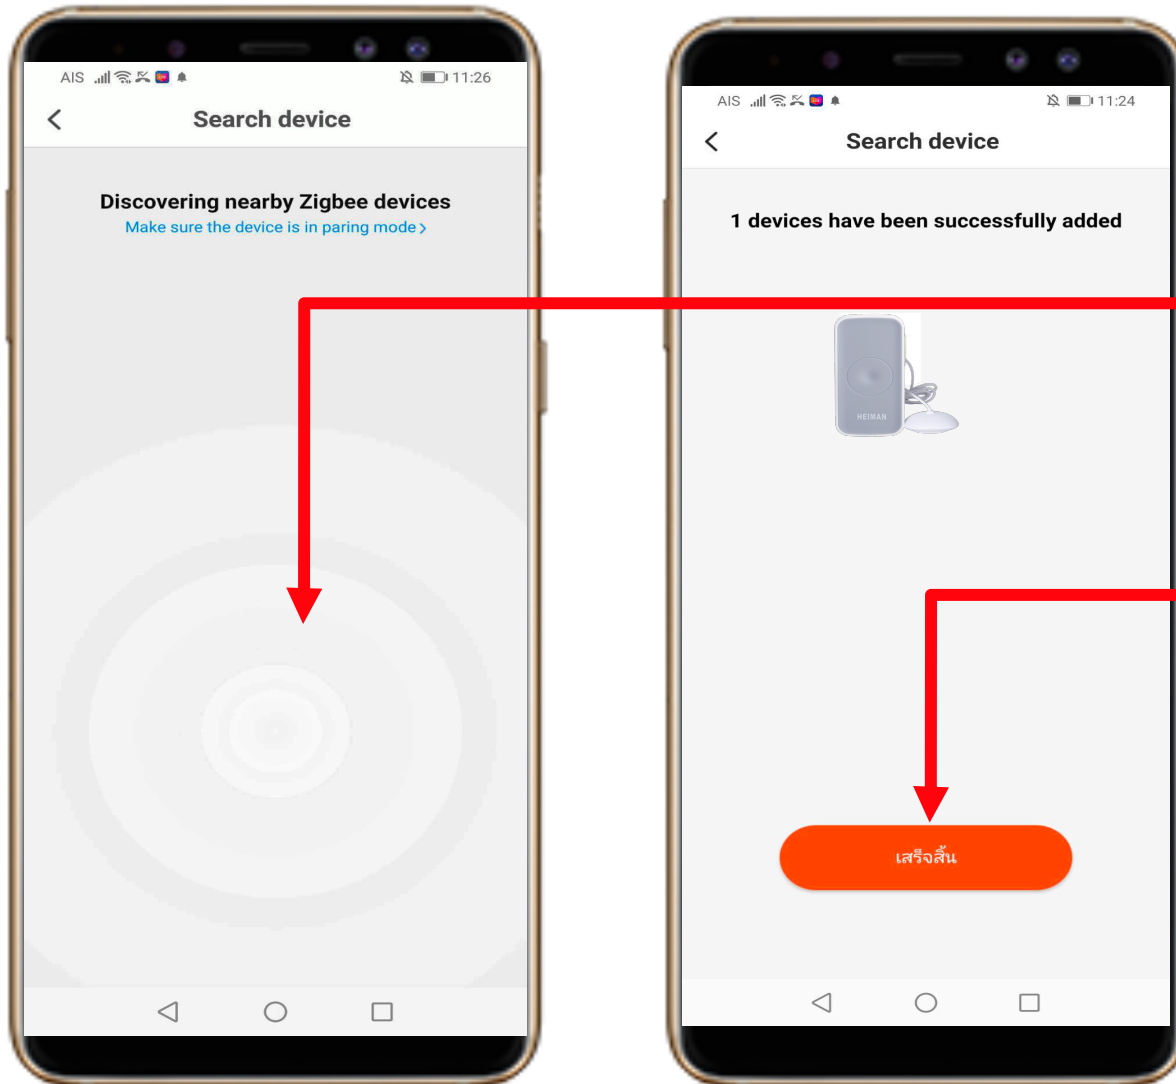 AIS 11:26
Search device
Discovering nearby Zigbee devices
Make sure the device is in paring mode >
AIS 11:24
Search device
1 devices have been successfully added
HEIMAN
เสร็จสิ้น